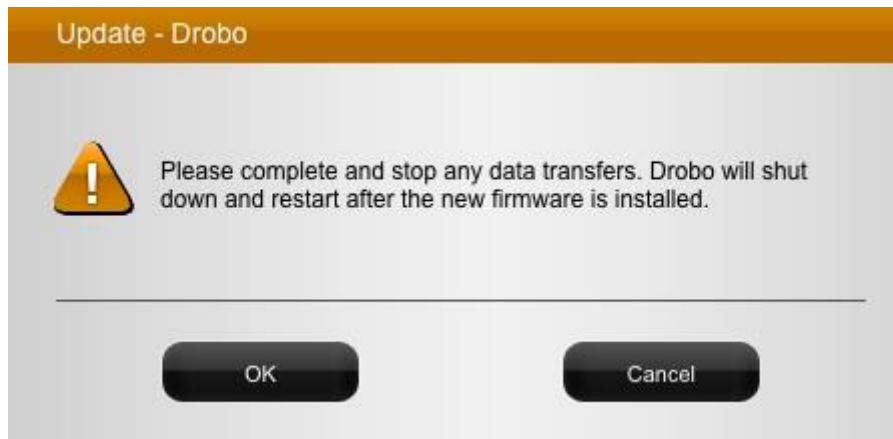 Update - Drobo
Please complete and stop any data transfers. Drobo will shut
down and restart after the new firmware is installed.
OK
Cancel